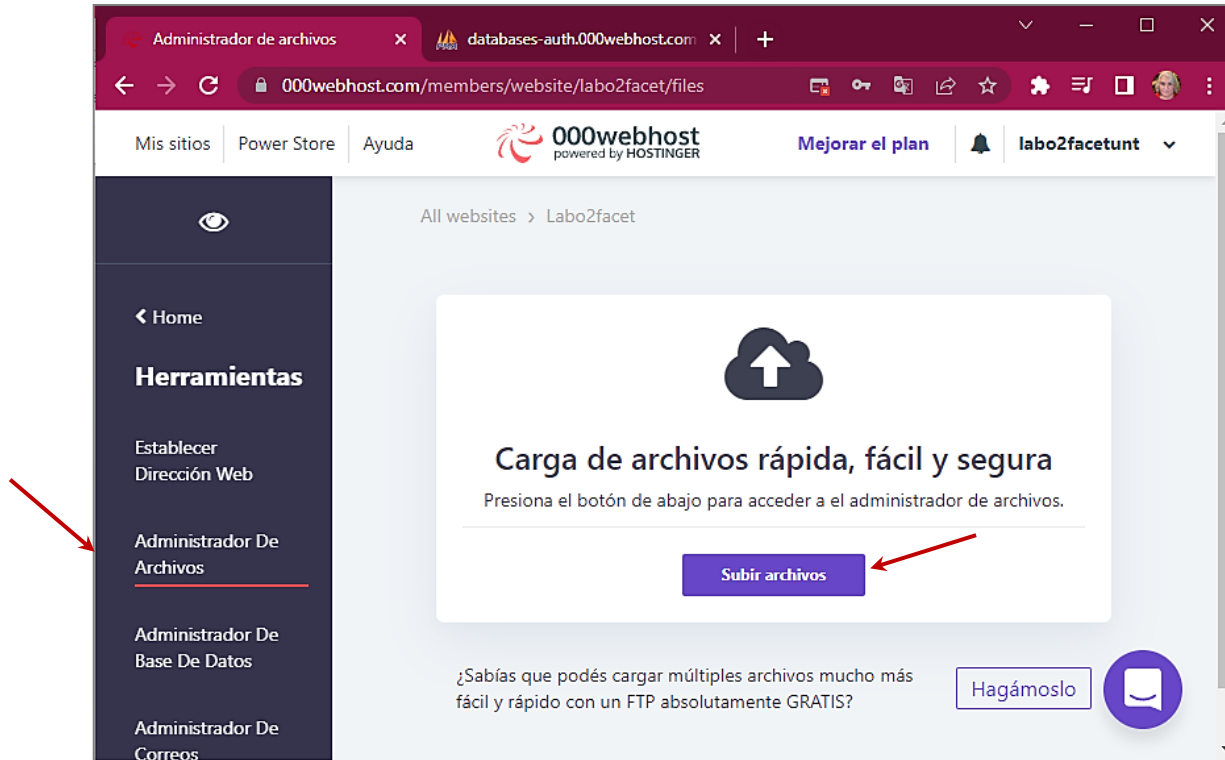 Administrador de archivos
databases-auth.000webhost.com
000webhost.com/members/website/labo2facet/files
Mis sitios
Power Store
Ayuda
000webhost
powered by HOSTINGER
Mejorar el plan
labo2facetunt
All websites › Labo2facet
Home
Herramientas
Establecer
Dirección Web
Administrador De
Archivos
Administrador De
Base De Datos
Administrador De
Correos
Carga de archivos rápida, fácil y segura
Presiona el botón de abajo para acceder a el administrador de archivos.
Subir archivos
¿Sabías que podés cargar múltiples archivos mucho más
fácil y rápido con un FTP absolutamente GRATIS?
Hagámoslo